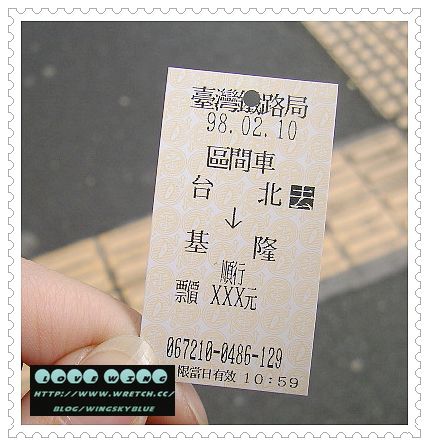 臺灣鐵路局
98.02.10
區間車
台北 去
↓
基隆
順行
票價 XXX元
067210-0486-129
限當日有效 10:59
LOVE WING
HTTP://WWW.WRETCH.CC/
BLOG/WINGSKYBLUE